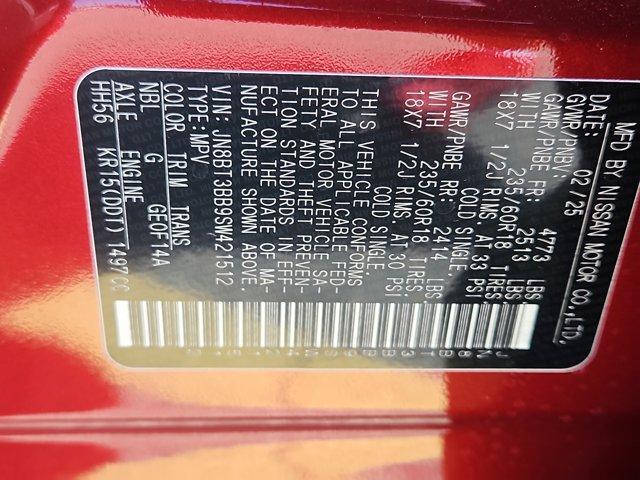 MFD BY NISSAN MOTOR CO.,LTD.
DATE: 02/25
GVWR/PNBV: 4773 LBS
GAWR/PNBE FR: 2513 LBS
WITH 235/60R18 TIRES
18X7 1/2J RIMS, AT 33 PSI
COLD SINGLE
GAWR/PNBE RR: 2414 LBS
WITH 235/60R18 TIRES
18X7 1/2J RIMS, AT 30 PSI
COLD SINGLE
THIS VEHICLE CONFORMS
TO ALL APPLICABLE FED-
ERAL MOTOR VEHICLE SA-
FETY, AND THEFT PREVEN-
TION STANDARDS IN EFF-
ECT ON THE DATE OF MA-
NUFACTURE SHOWN ABOVE.
VIN: JN8BT3BB9SW421512
TYPE: MPV
COLOR TRIM TRANS
NBL G GE0F14A
AXLE ENGINE
HH56 KR15(DDT) 1497CC
JN8BT3BB9SW421512